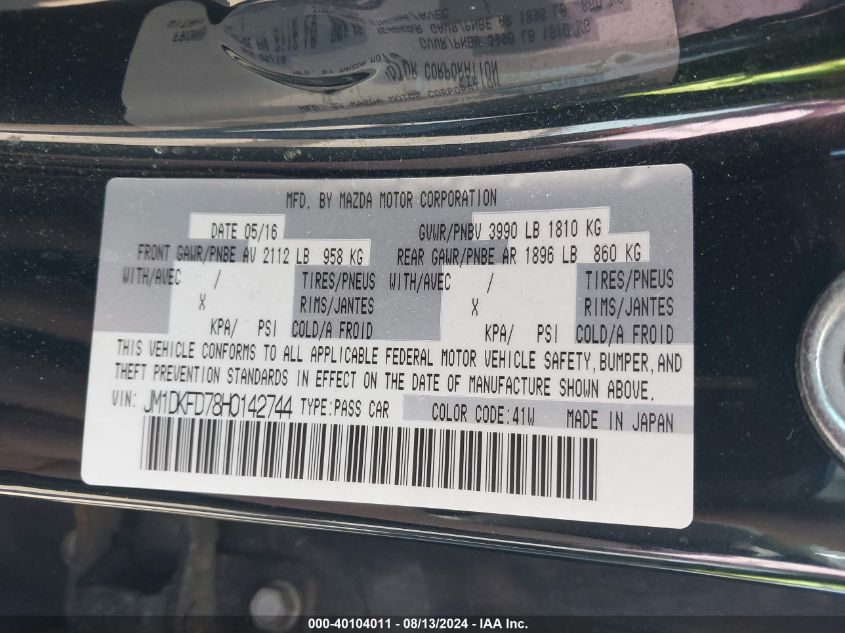 MFD. BY MAZDA MOTOR CORPORATION
DATE 05/16 GVWR/PNBV 3990 LB 1810 KG
FRONT GAWR/PNBE AV 2112 LB 958 KG REAR GAWR/PNBE AR 1896 LB 860 KG
WITH/AVEC / TIRES/PNEUS WITH/AVEC / TIRES/PNEUS
X RIMS/JANTES X RIMS/JANTES
KPA/ PSI COLD/A FROID KPA/ PSI COLD/A FROID
THIS VEHICLE CONFORMS TO ALL APPLICABLE FEDERAL MOTOR VEHICLE SAFETY, BUMPER, AND
THEFT PREVENTION STANDARDS IN EFFECT ON THE DATE OF MANUFACTURE SHOWN ABOVE.
VIN: JM1DKFD78H0142744 TYPE:PASS CAR COLOR CODE:41W MADE IN JAPAN
000-40104011 - 08/13/2024 - IAA Inc.